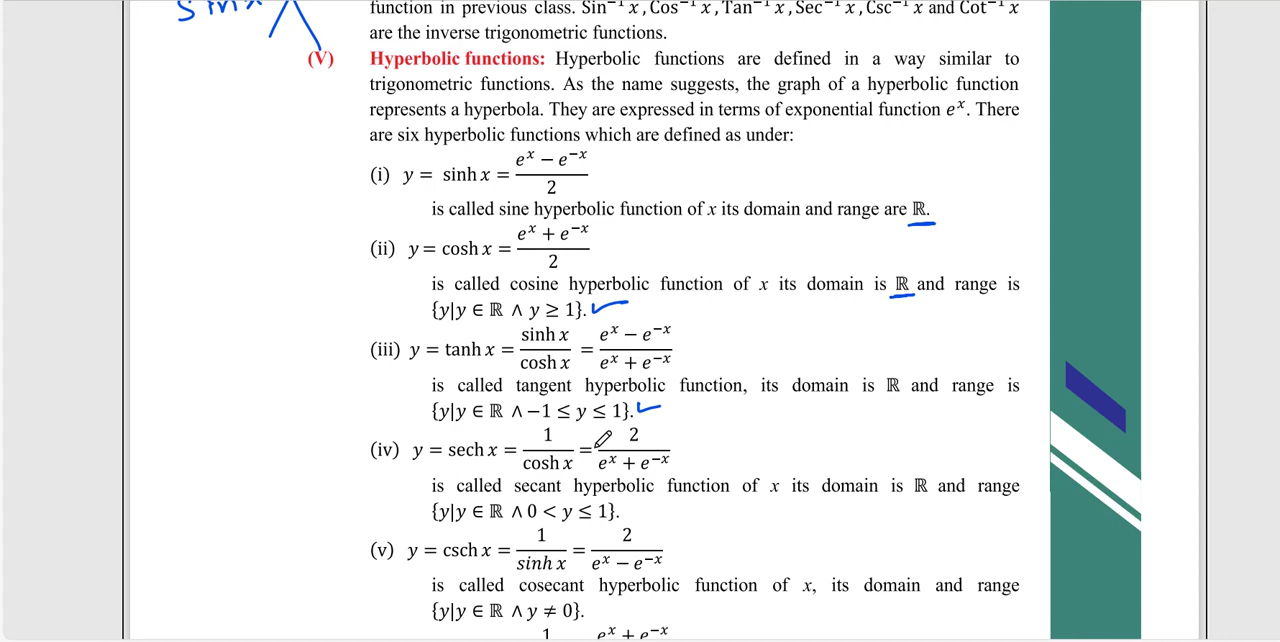 sin x
function in previous class. Sin⁻¹ x, Cos⁻¹ x, Tan⁻¹ x, Sec⁻¹ x, Csc⁻¹ x and Cot⁻¹ x
are the inverse trigonometric functions.
(V) Hyperbolic functions: Hyperbolic functions are defined in a way similar to
trigonometric functions. As the name suggests, the graph of a hyperbolic function
represents a hyperbola. They are expressed in terms of exponential function eˣ. There
are six hyperbolic functions which are defined as under:
(i) y = sinh x = (eˣ − e⁻ˣ)/2
is called sine hyperbolic function of x its domain and range are ℝ.
(ii) y = cosh x = (eˣ + e⁻ˣ)/2
is called cosine hyperbolic function of x its domain is ℝ and range is
{y|y ∈ ℝ ∧ y ≥ 1}.
(iii) y = tanh x = sinh x/cosh x = (eˣ − e⁻ˣ)/(eˣ + e⁻ˣ)
is called tangent hyperbolic function, its domain is ℝ and range is
{y|y ∈ ℝ ∧ −1 ≤ y ≤ 1}.
(iv) y = sech x = 1/cosh x = 2/(eˣ + e⁻ˣ)
is called secant hyperbolic function of x its domain is ℝ and range
{y|y ∈ ℝ ∧ 0 < y ≤ 1}.
(v) y = csch x = 1/sinh x = 2/(eˣ − e⁻ˣ)
is called cosecant hyperbolic function of x, its domain and range
{y|y ∈ ℝ ∧ y ≠ 0}.
1 eˣ + e⁻ˣ